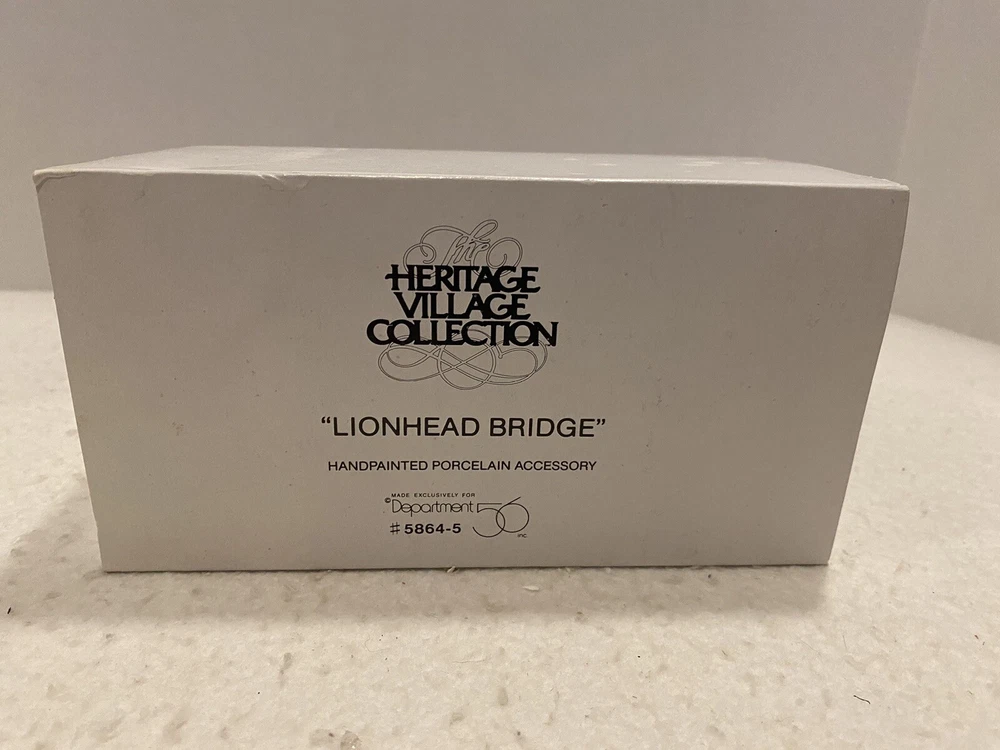 The
HERITAGE
VILLAGE
COLLECTION
“LIONHEAD BRIDGE”
HANDPAINTED PORCELAIN ACCESSORY
MADE EXCLUSIVELY FOR
©Department 56 inc.
#5864-5